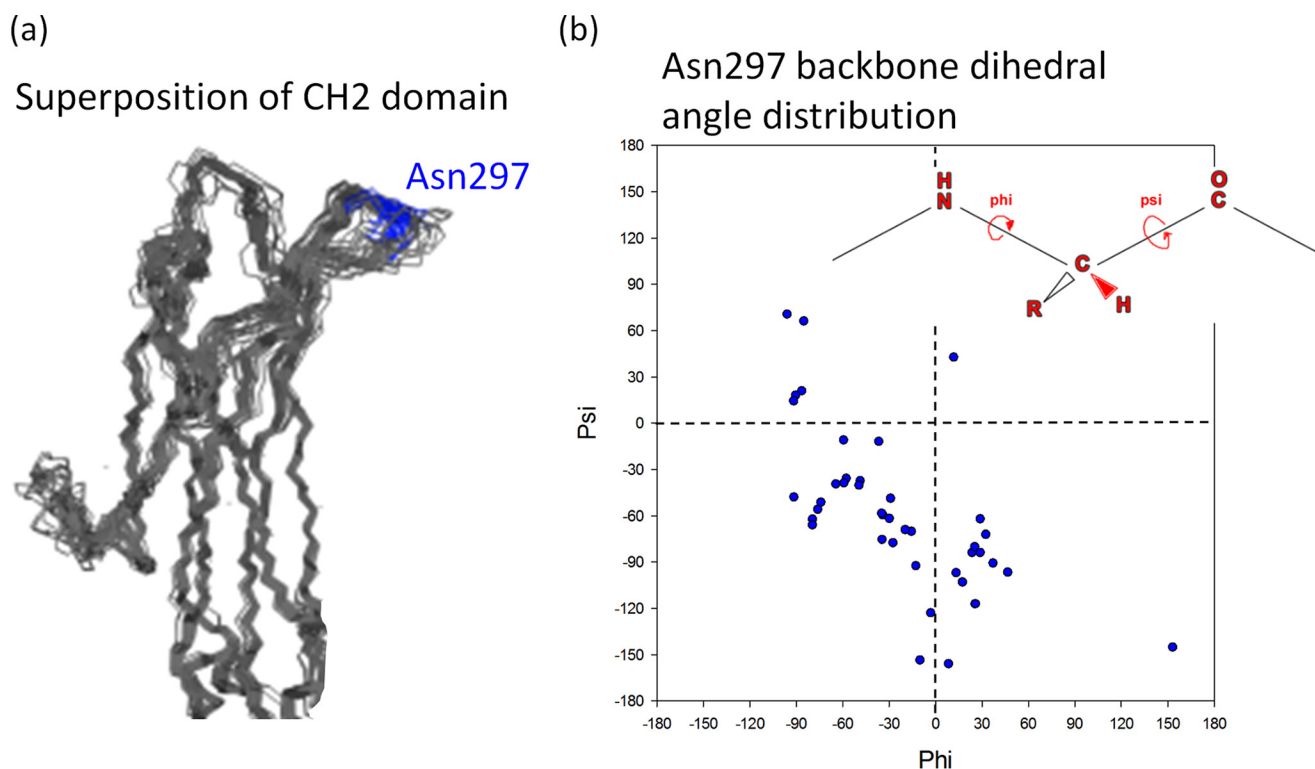 (a)
(b)
Superposition of CH2 domain
Asn297
Asn297 backbone dihedral
angle distribution
180
150
120
90
60
30
0
-30
-60
-90
-120
-150
-180
Psi
H
N
phi
psi
O
C
C
R
H
-180 -150 -120 -90 -60 -30 0 30 60 90 120 150 180
Phi